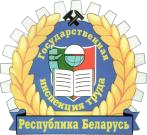 Государственная
инспекция труда
Республика Беларусь